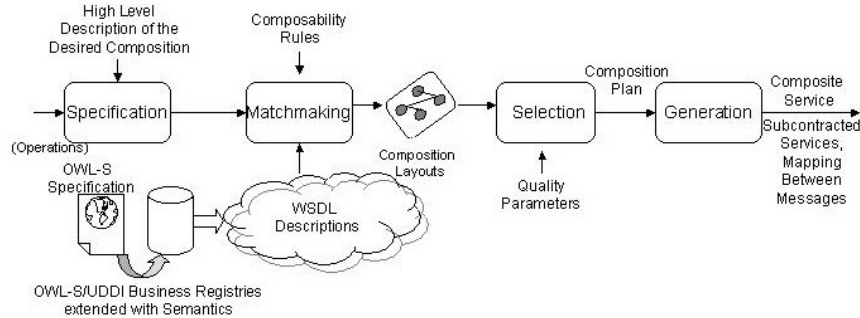 High Level
Description of the
Desired Composition
Composability
Rules
Specification
Matchmaking
Selection
Composition
Plan
Generation
Composite
Service
Subcontracted
Services,
Mapping
Between
Messages
(Operations)
OWL-S
Specification
Composition
Layouts
Quality
Parameters
WSDL
Descriptions
OWL-S/UDDI Business Registries
extended with Semantics